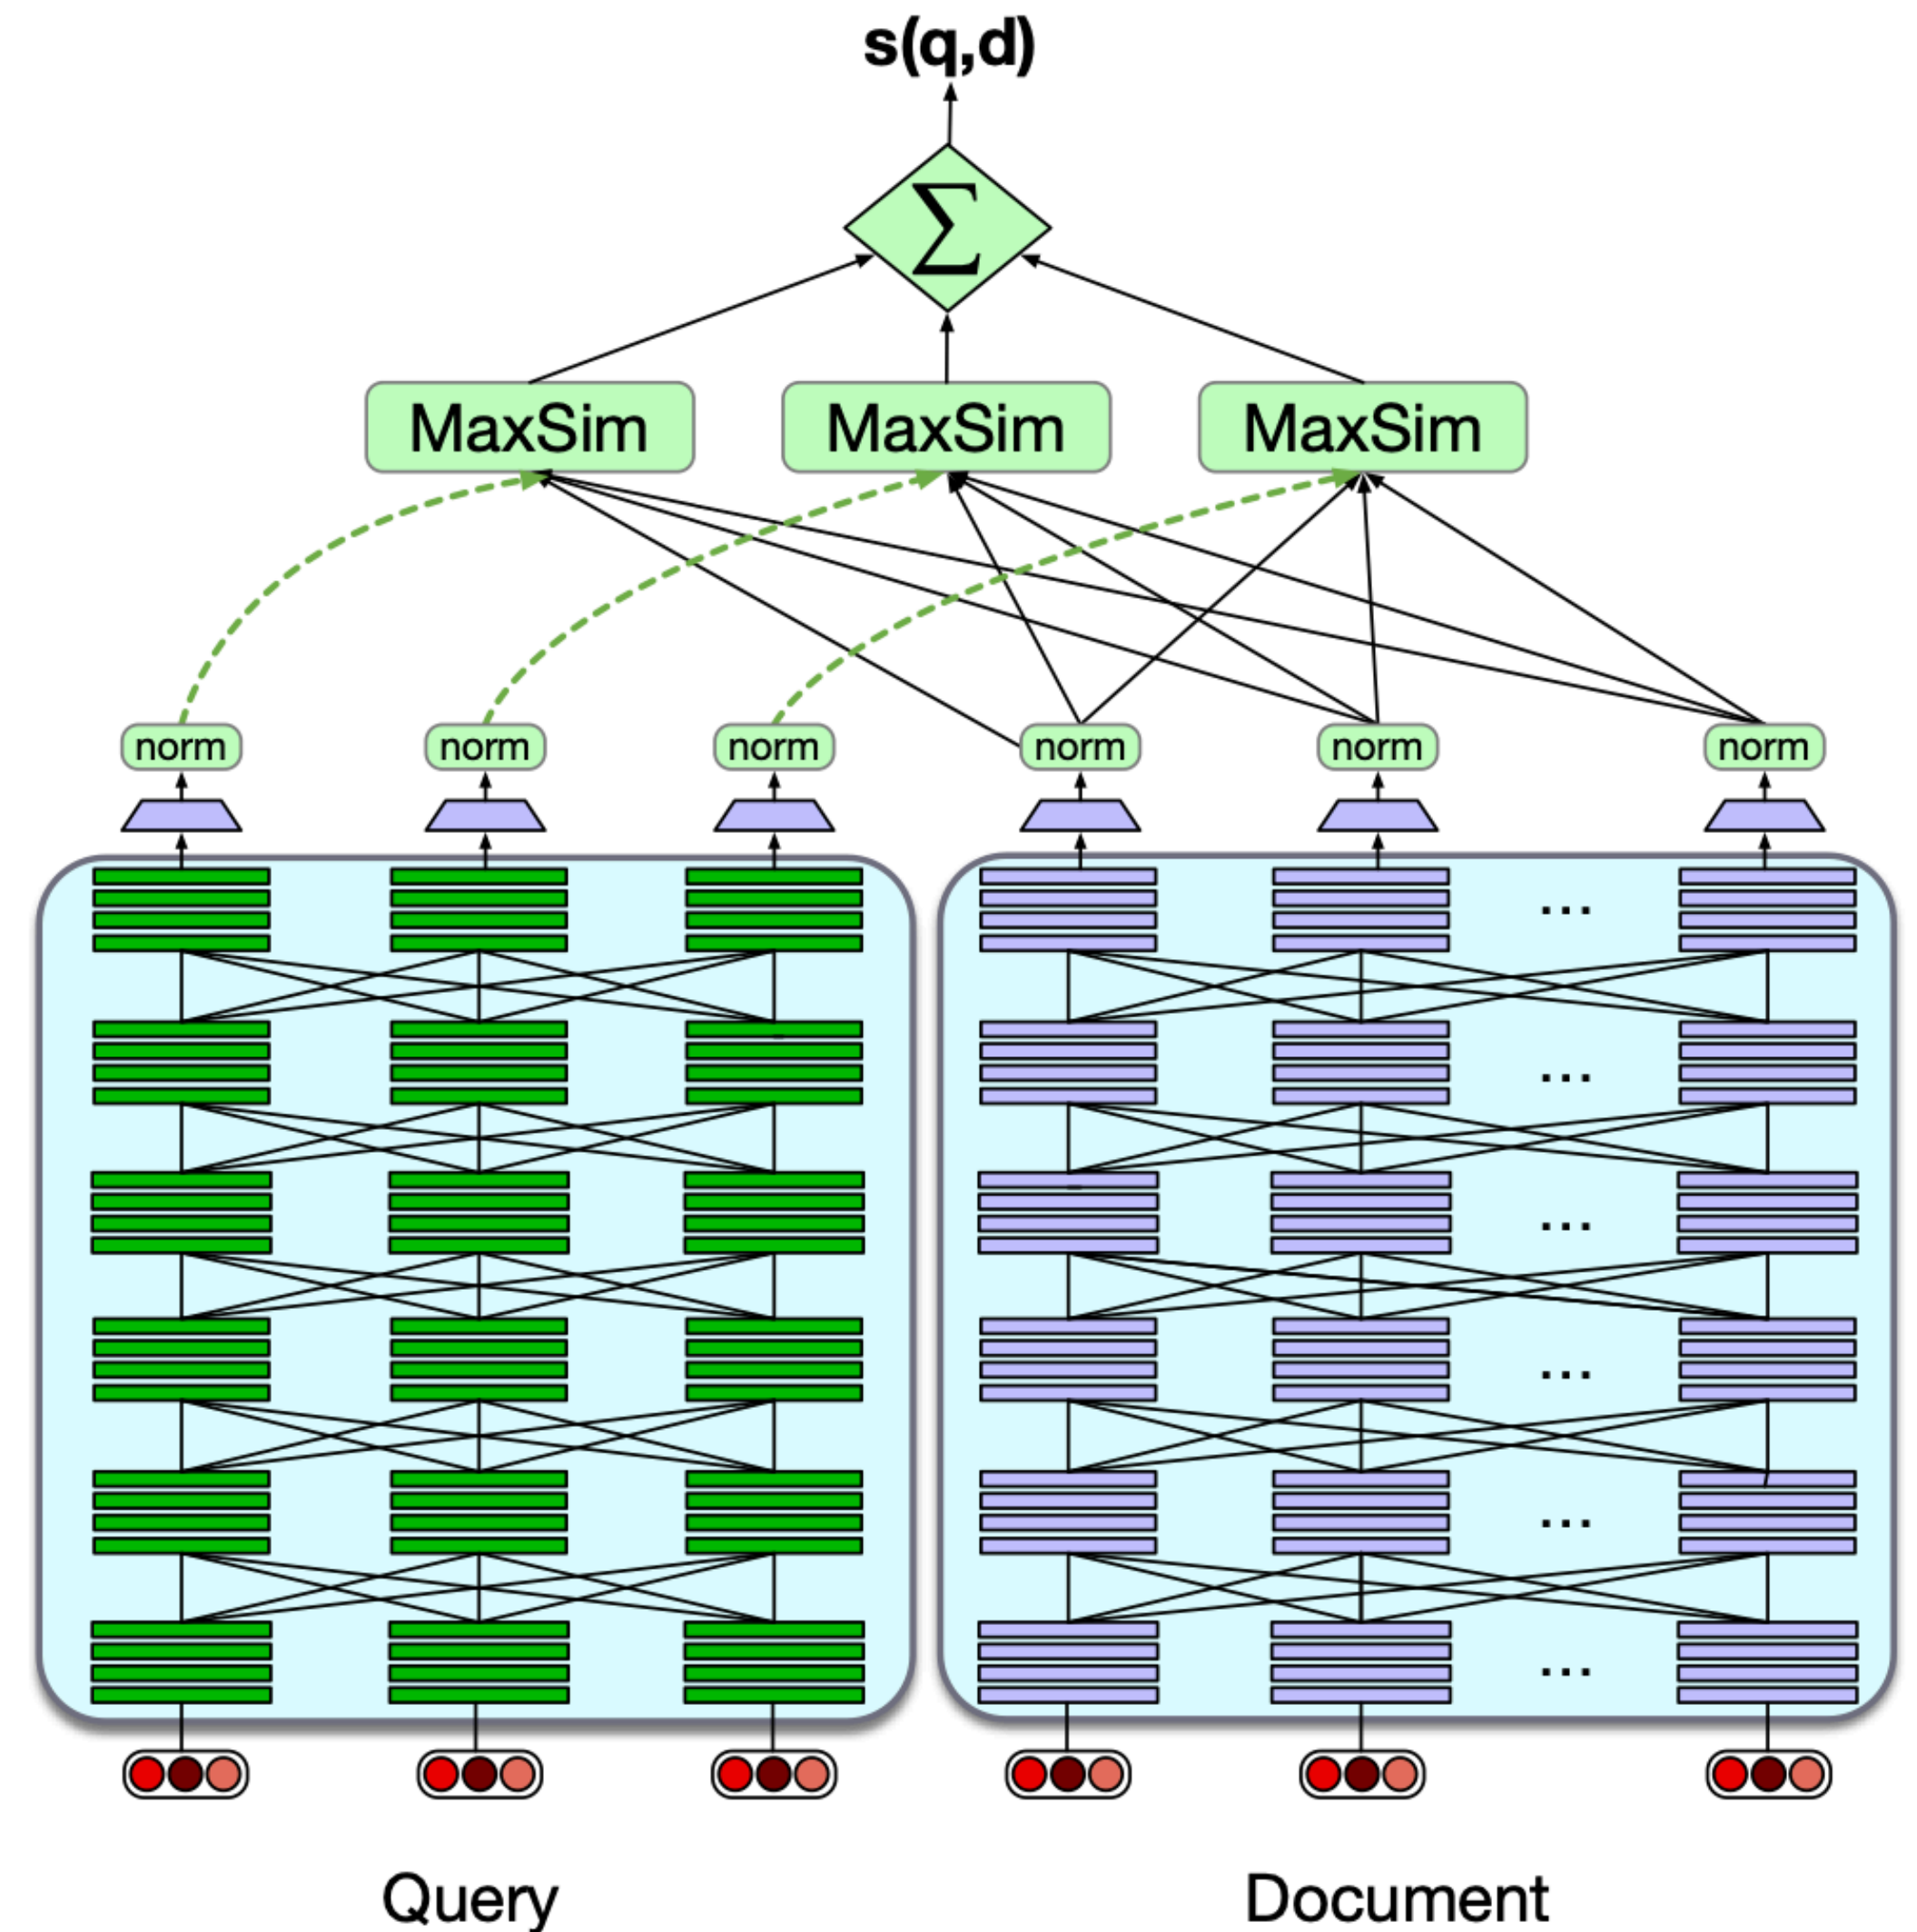 s(q,d)
Σ
MaxSim MaxSim MaxSim
norm norm norm norm norm norm
...
...
...
...
...
...
Query Document